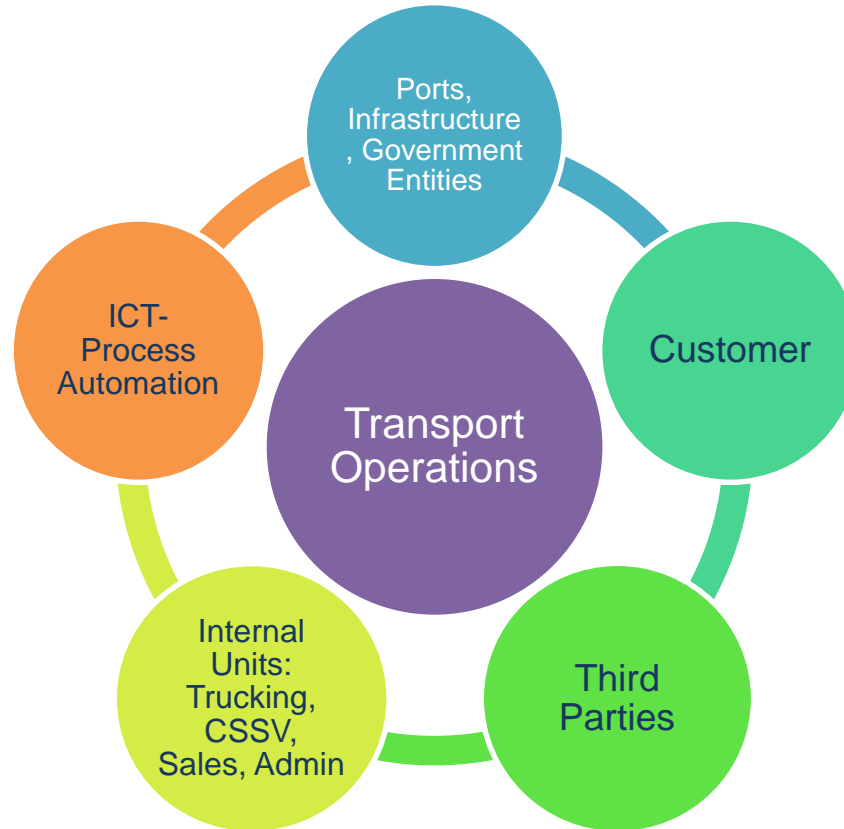 Ports,
Infrastructure
, Government
Entities
Customer
Third
Parties
Internal
Units:
Trucking,
CSSV,
Sales, Admin
ICT-
Process
Automation
Transport
Operations